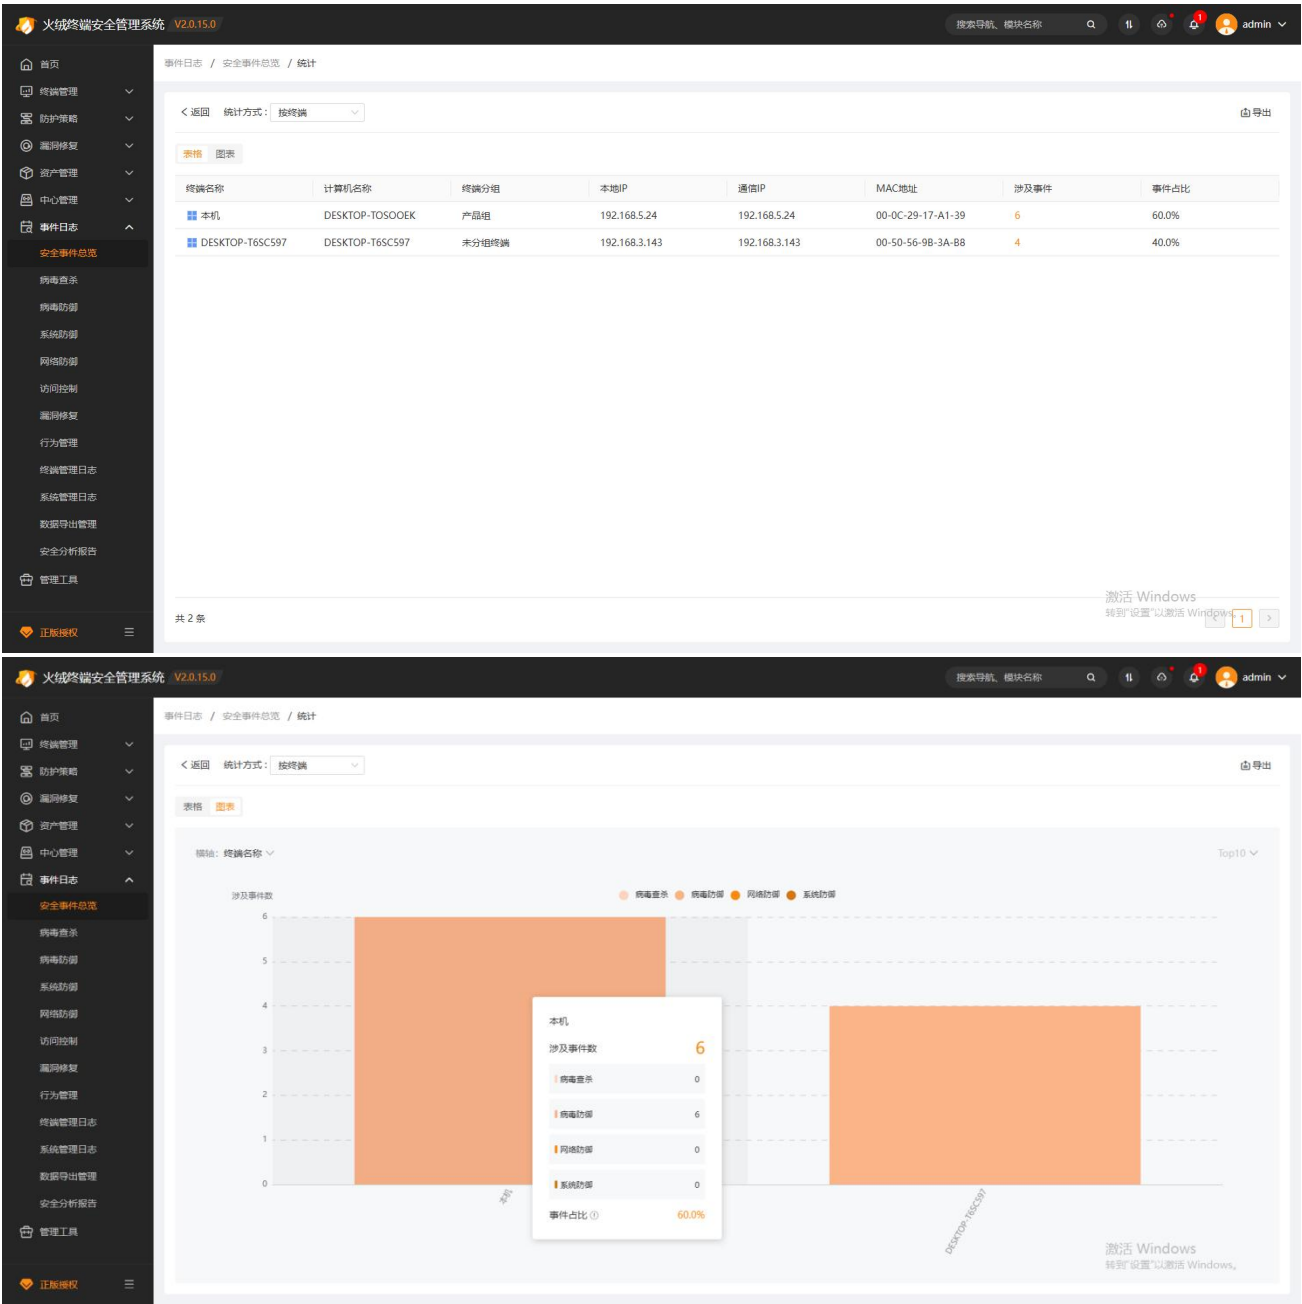 火绒终端安全管理系统 V2.0.15.0 搜索导航、模块名称 1 admin
首页
终端管理
防护策略
漏洞修复
资产管理
中心管理
事件日志
安全事件总览
病毒查杀
病毒防御
系统防御
网络防御
访问控制
漏洞修复
行为管理
终端管理日志
系统管理日志
数据导出管理
安全分析报告
管理工具
正版授权
事件日志 / 安全事件总览 / 统计
返回 统计方式： 按终端 导出
表格 图表
终端名称 计算机名称 终端分组 本地IP 通信IP MAC地址 涉及事件 事件占比
本机 DESKTOP-TOSOOEK 产品组 192.168.5.24 192.168.5.24 00-0C-29-17-A1-39 6 60.0%
DESKTOP-T6SC597 DESKTOP-T6SC597 未分组终端 192.168.3.143 192.168.3.143 00-50-56-9B-3A-B8 4 40.0%
激活 Windows
转到"设置"以激活 Windows。
共 2 条 1
火绒终端安全管理系统 V2.0.15.0 搜索导航、模块名称 1 admin
首页
终端管理
防护策略
漏洞修复
资产管理
中心管理
事件日志
安全事件总览
病毒查杀
病毒防御
系统防御
网络防御
访问控制
漏洞修复
行为管理
终端管理日志
系统管理日志
数据导出管理
安全分析报告
管理工具
正版授权
事件日志 / 安全事件总览 / 统计
返回 统计方式： 按终端 导出
表格 图表
横轴： 终端名称 Top10
涉及事件数 病毒查杀 病毒防御 网络防御 系统防御
6
5
4
3
2
1
0
本机
涉及事件数 6
病毒查杀 0
病毒防御 6
网络防御 0
系统防御 0
事件占比 60.0%
本机
DESKTOP-T6SC597
激活 Windows
转到"设置"以激活 Windows。